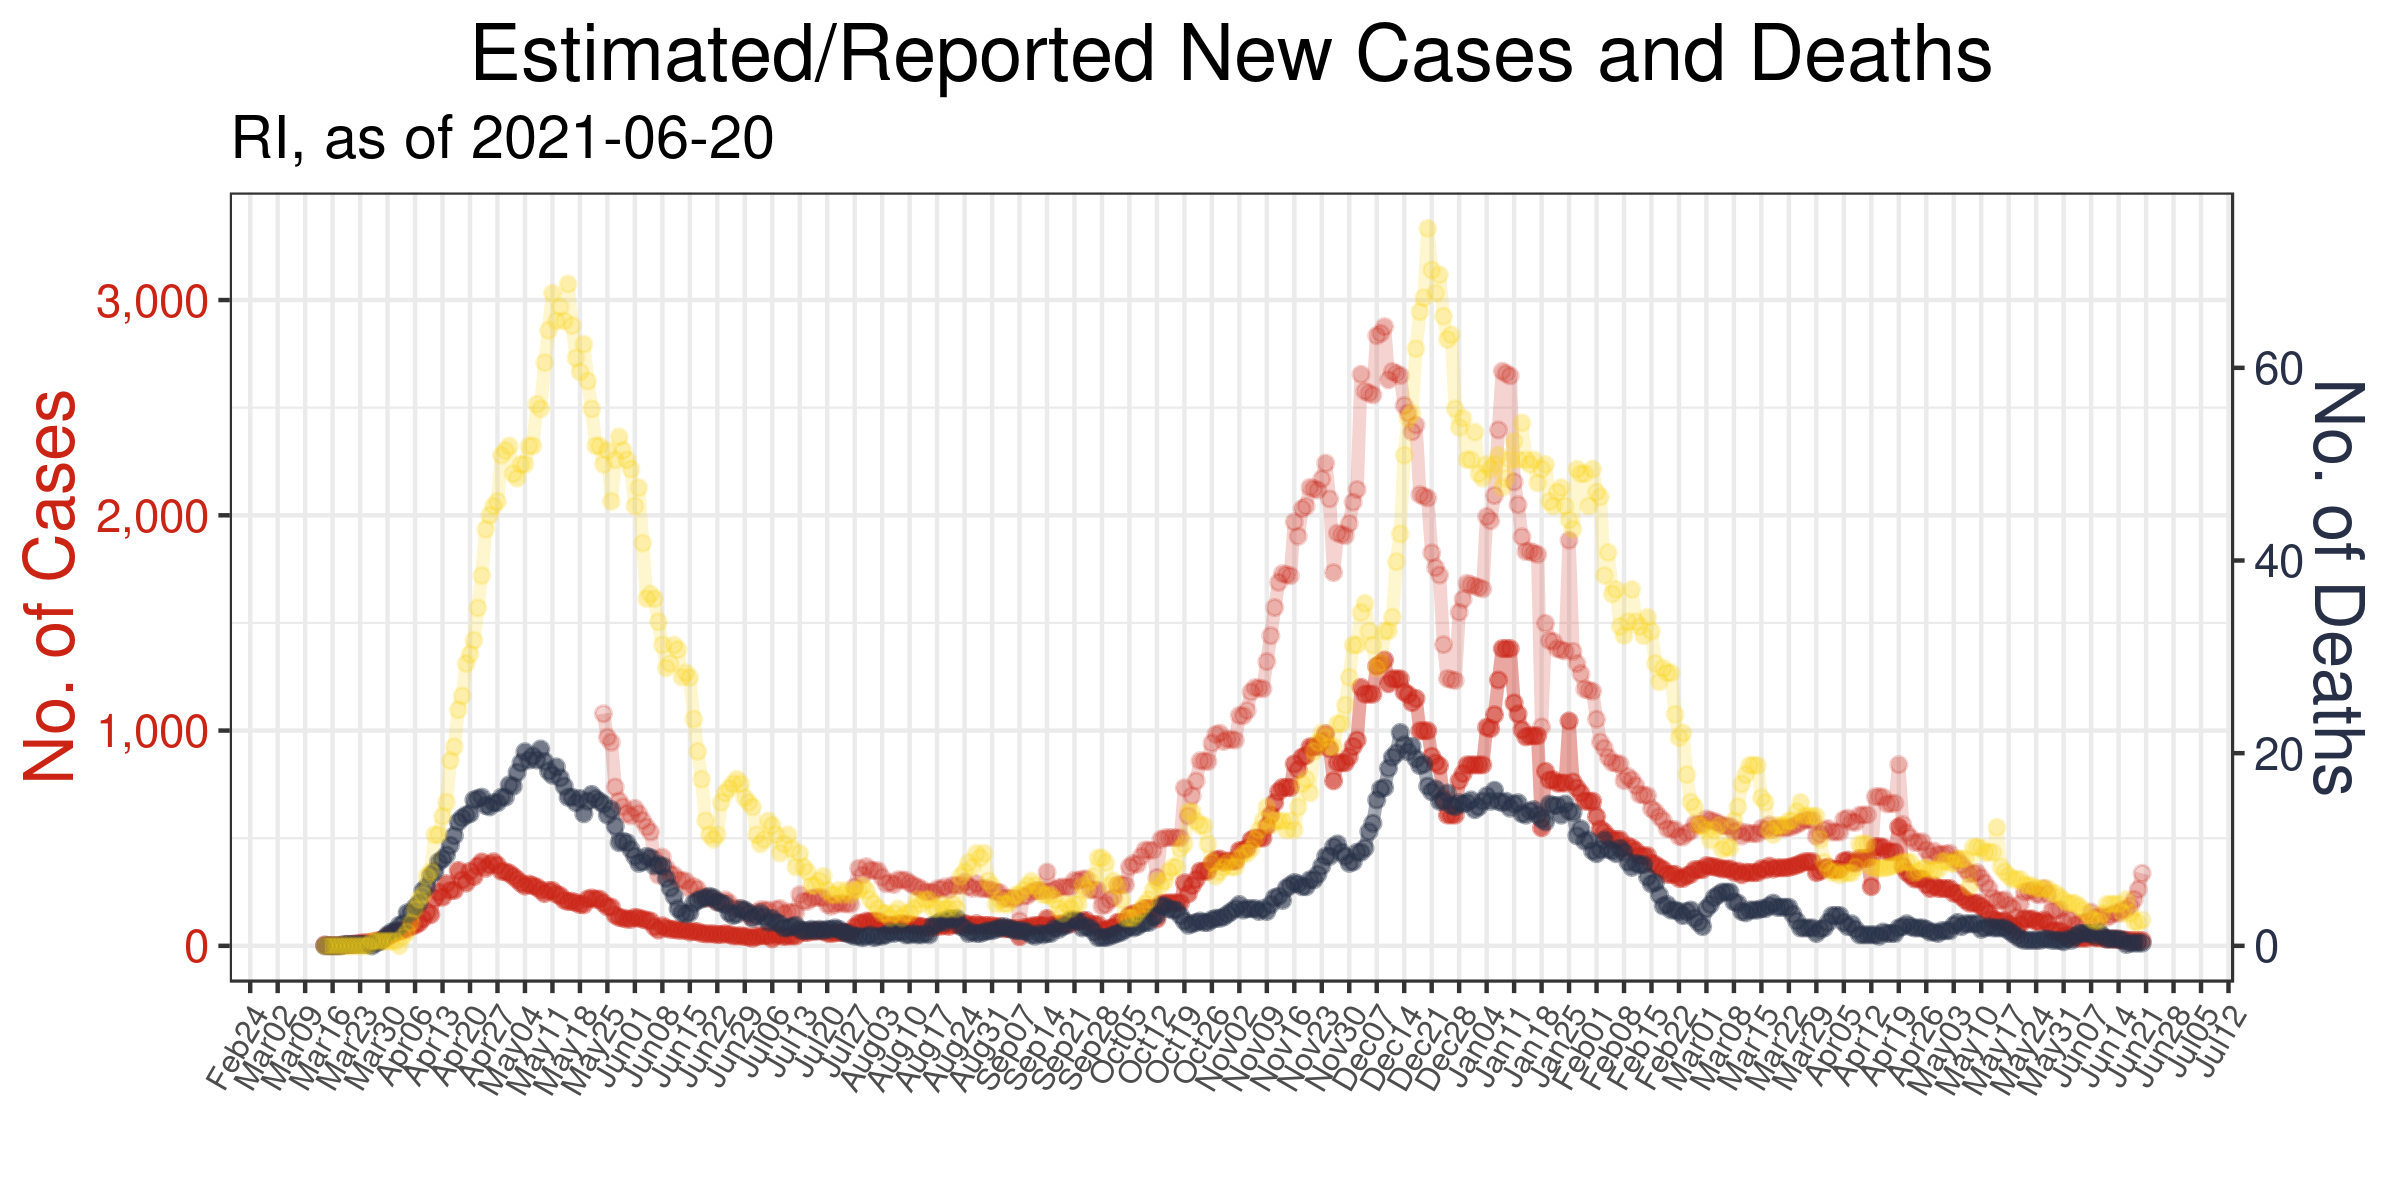 Estimated/Reported New Cases and Deaths
RI, as of 2021-06-20
No. of Cases
3,000
2,000
1,000
0
60
40
20
0
No. of Deaths
Feb24
Mar02
Mar09
Mar16
Mar23
Mar30
Apr06
Apr13
Apr20
Apr27
May04
May11
May18
May25
Jun01
Jun08
Jun15
Jun22
Jun29
Jul06
Jul13
Jul20
Jul27
Aug03
Aug10
Aug17
Aug24
Aug31
Sep07
Sep14
Sep21
Sep28
Oct05
Oct12
Oct19
Oct26
Nov02
Nov09
Nov16
Nov23
Nov30
Dec07
Dec14
Dec21
Dec28
Jan04
Jan11
Jan18
Jan25
Feb01
Feb08
Feb15
Feb22
Mar01
Mar08
Mar15
Mar22
Mar29
Apr05
Apr12
Apr19
Apr26
May03
May10
May17
May24
May31
Jun07
Jun14
Jun21
Jun28
Jul05
Jul12